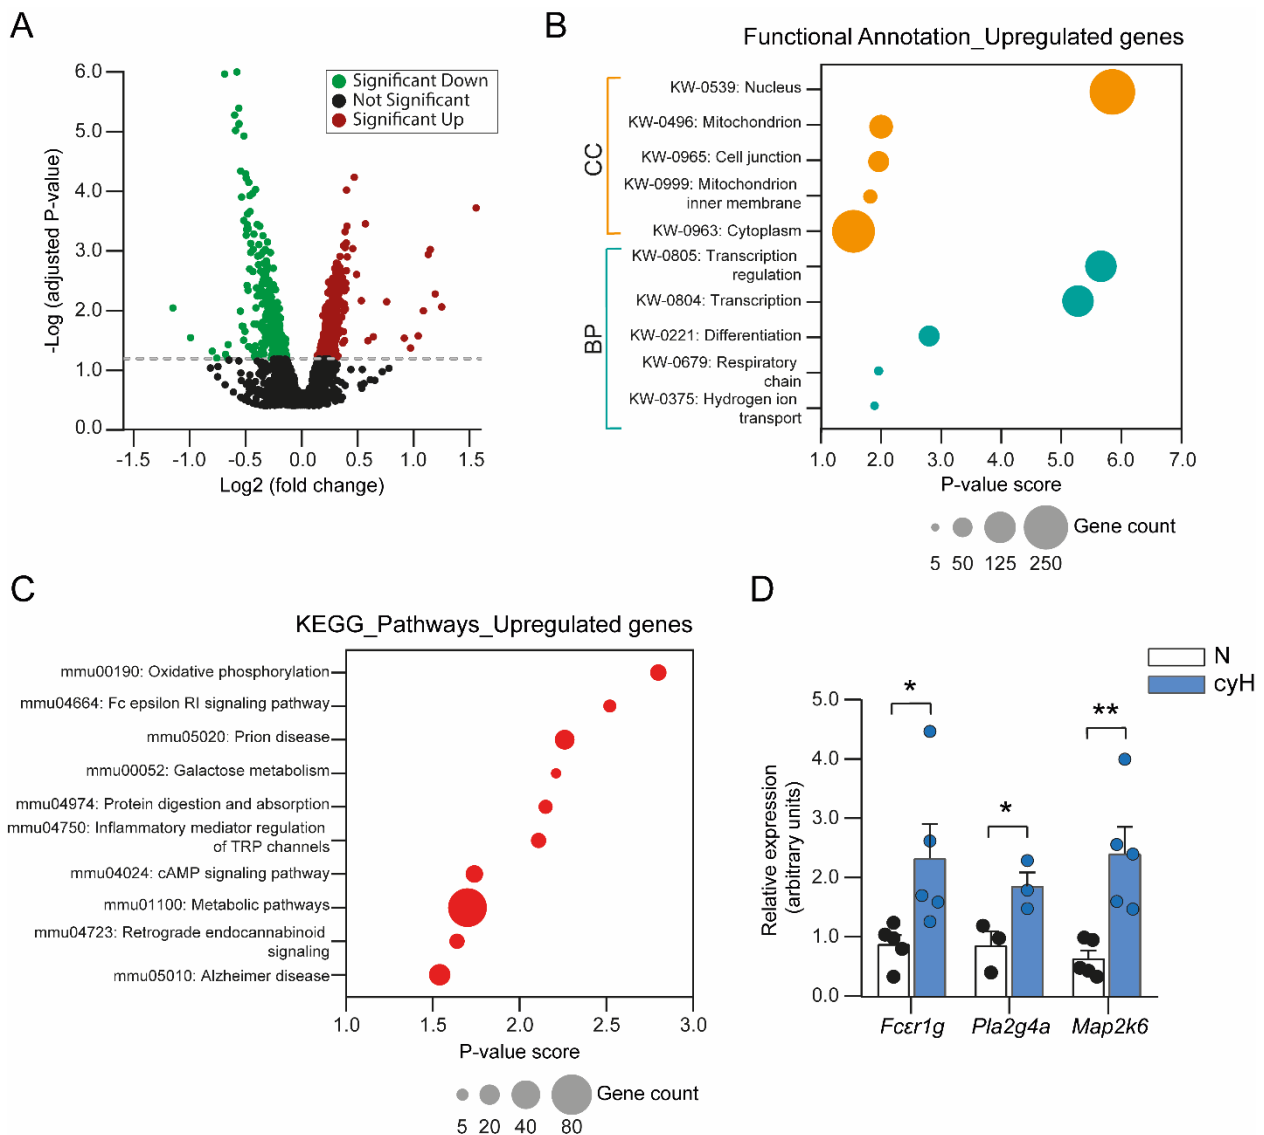 A
6.0
5.0
4.0
3.0
2.0
1.0
0.0
-Log (adjusted P-value)
Significant Down
Not Significant
Significant Up
-1.5 -1.0 -0.5 0.0 0.5 1.0 1.5
Log2 (fold change)
B
Functional Annotation_Upregulated genes
CC
KW-0539: Nucleus
KW-0496: Mitochondrion
KW-0965: Cell junction
KW-0999: Mitochondrion
inner membrane
KW-0963: Cytoplasm
BP
KW-0805: Transcription
regulation
KW-0804: Transcription
KW-0221: Differentiation
KW-0679: Respiratory
chain
KW-0375: Hydrogen ion
transport
1.0 2.0 3.0 4.0 5.0 6.0 7.0
P-value score
Gene count
5 50 125 250
C
KEGG_Pathways_Upregulated genes
mmu00190: Oxidative phosphorylation
mmu04664: Fc epsilon RI signaling pathway
mmu05020: Prion disease
mmu00052: Galactose metabolism
mmu04974: Protein digestion and absorption
mmu04750: Inflammatory mediator regulation
of TRP channels
mmu04024: cAMP signaling pathway
mmu01100: Metabolic pathways
mmu04723: Retrograde endocannabinoid
signaling
mmu05010: Alzheimer disease
1.0 1.5 2.0 2.5 3.0
P-value score
Gene count
5 20 40 80
D
N
cyH
5.0
4.0
3.0
2.0
1.0
0.0
Relative expression
(arbitrary units)
*
*
**
Fcεr1g Pla2g4a Map2k6